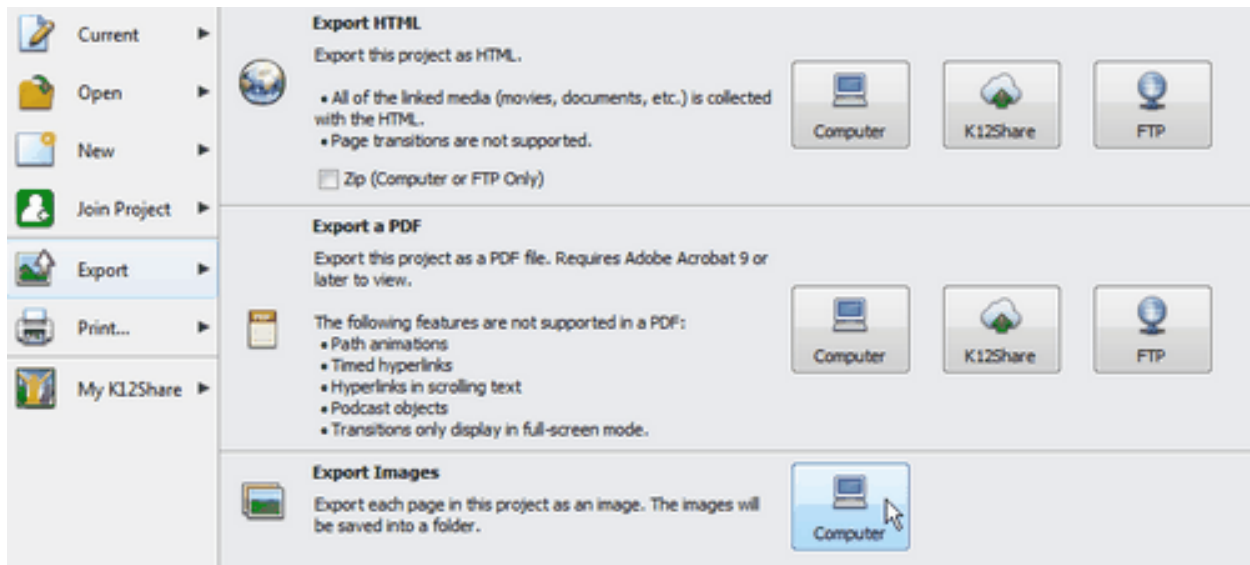 Current
Open
New
Join Project
Export
Print...
My K12Share
Export HTML
Export this project as HTML.
• All of the linked media (movies, documents, etc.) is collected
with the HTML.
• Page transitions are not supported.
Zip (Computer or FTP Only)
Computer
K12Share
FTP
Export a PDF
Export this project as a PDF file. Requires Adobe Acrobat 9 or
later to view.
The following features are not supported in a PDF:
• Path animations
• Timed hyperlinks
• Hyperlinks in scrolling text
• Podcast objects
• Transitions only display in full-screen mode.
Computer
K12Share
FTP
Export Images
Export each page in this project as an image. The images will
be saved into a folder.
Computer